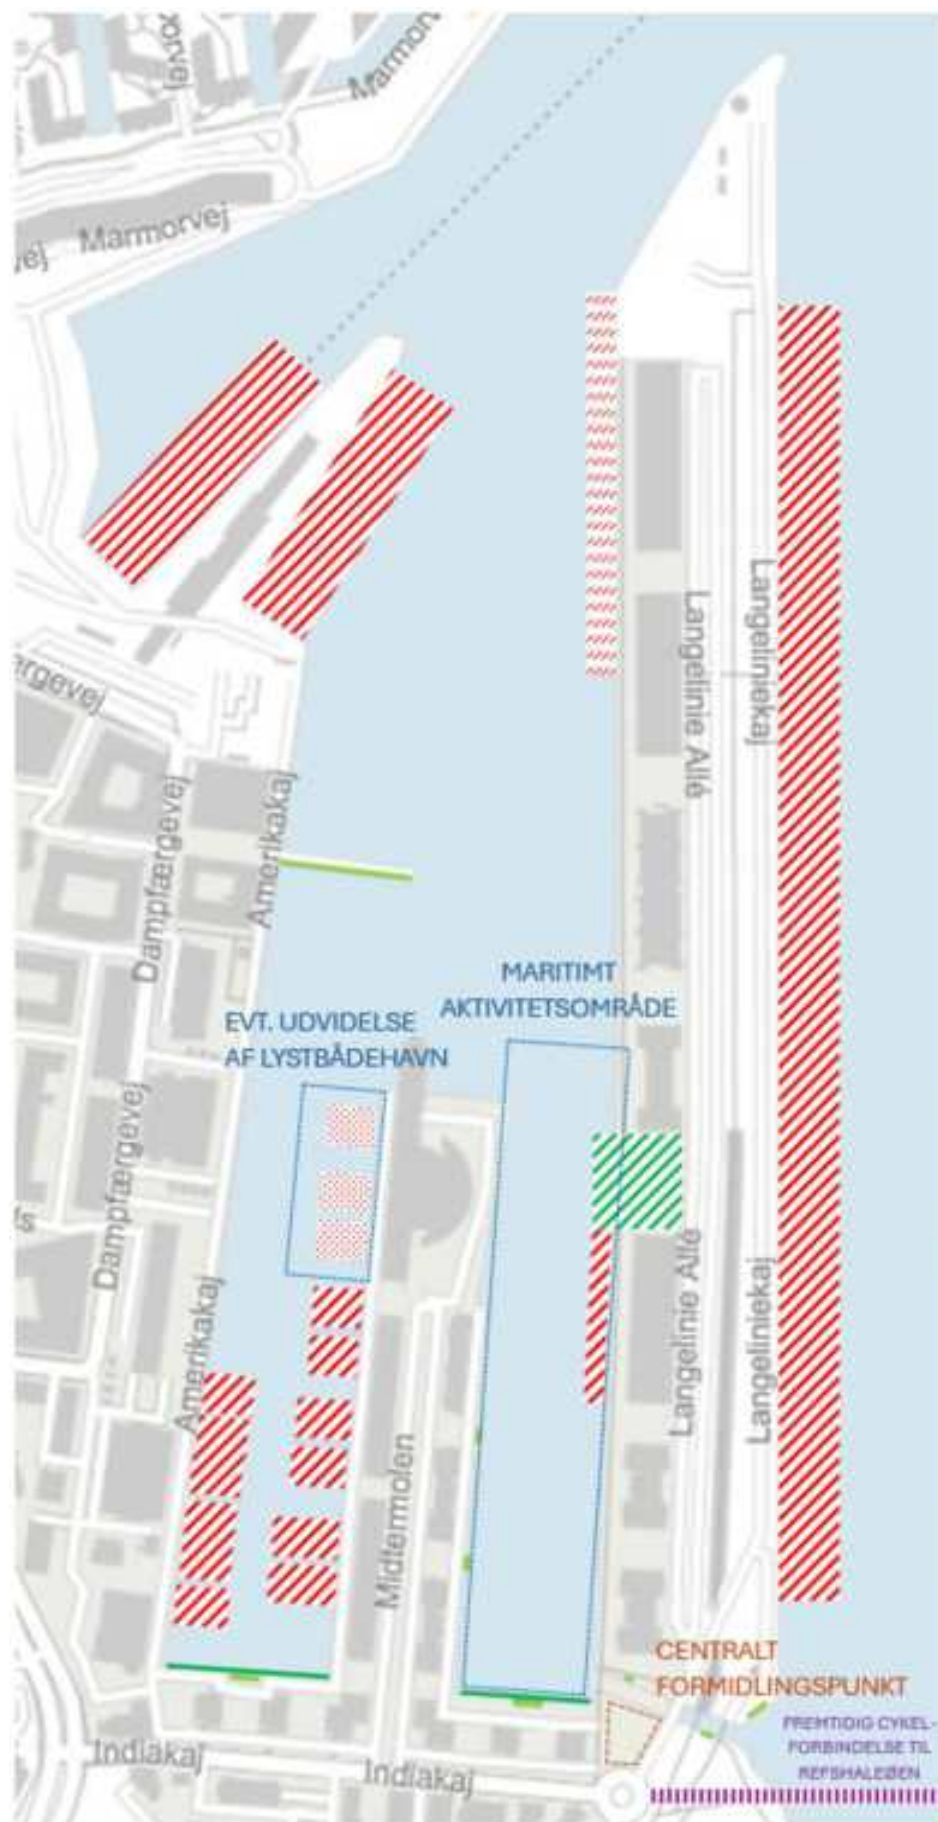 Marmorvej
Marmorvej
Langeliniekaj
Langelinie Allé
Dampfærgevej
Amerikakaj
MARITIMT
AKTIVITETSOMRÅDE
EVT. UDVIDELSE
AF LYSTBÅDEHAVN
Dampfærgevej
Langelinie Allé
Langeliniekaj
Amerikakaj
Midtermolen
CENTRALT
FORMIDLINGSPUNKT
FREMTIDIG CYKEL-
FORBINDELSE TIL
REFSHALEØEN
Indiakaj
Indiakaj